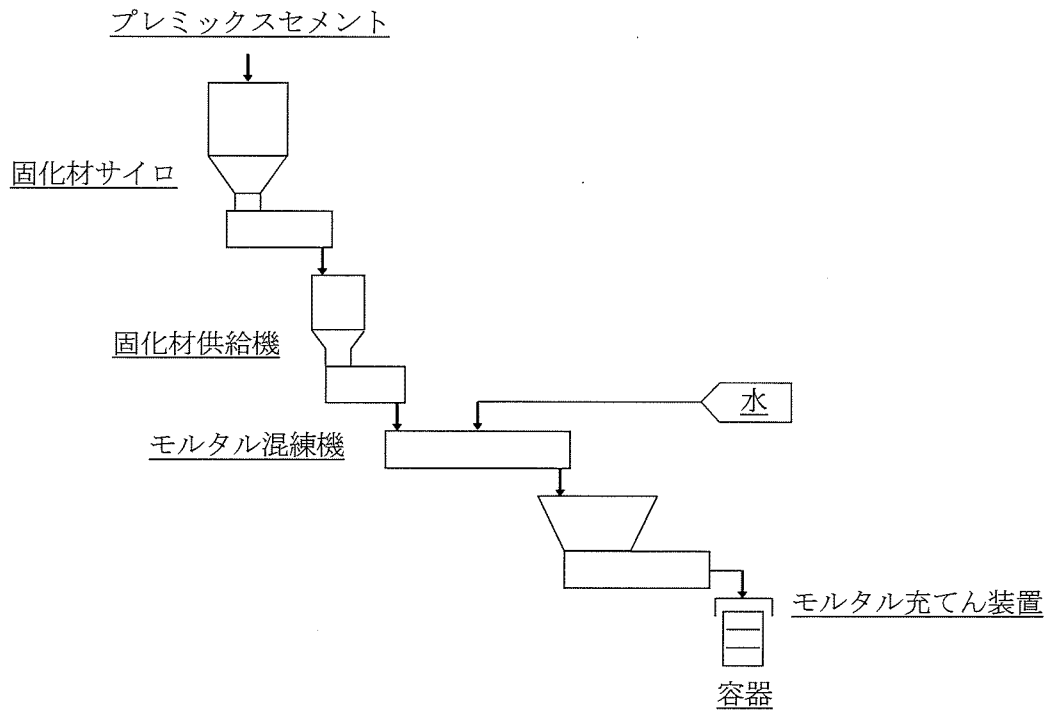 プレミックスセメント
固化材サイロ
固化材供給機
水
モルタル混練機
モルタル充てん装置
容器